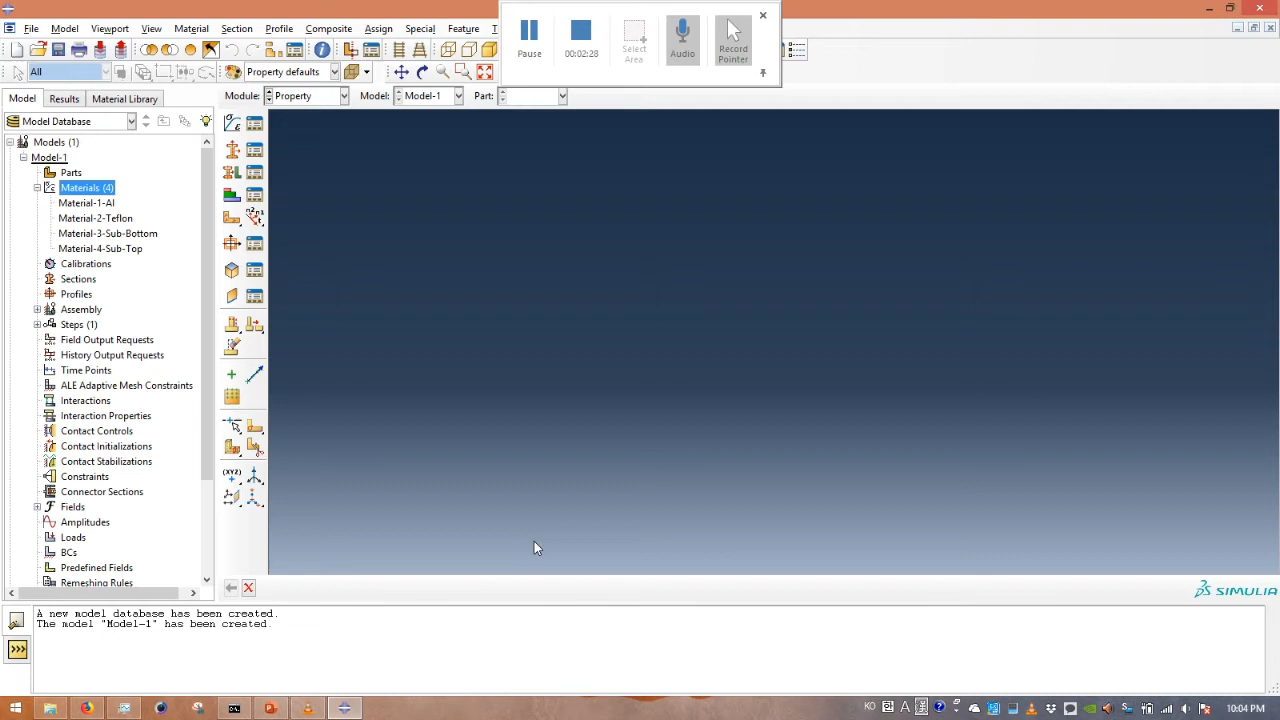 File Model Viewport View Material Section Profile Composite Assign Special Feature T
Pause
00:02:28
Select Area
Audio
Record Pointer
All
Property defaults
Model Results Material Library
Module: Property Model: Model-1 Part:
Model Database
Models (1)
Model-1
Parts
Materials (4)
Material-1-Al
Material-2-Teflon
Material-3-Sub-Bottom
Material-4-Sub-Top
Calibrations
Sections
Profiles
Assembly
Steps (1)
Field Output Requests
History Output Requests
Time Points
ALE Adaptive Mesh Constraints
Interactions
Interaction Properties
Contact Controls
Contact Initializations
Contact Stabilizations
Constraints
Connector Sections
Fields
Amplitudes
Loads
BCs
Predefined Fields
Remeshing Rules
(XYZ)
SIMULIA
A new model database has been created.
The model "Model-1" has been created.
>>>
KO A 10:04 PM